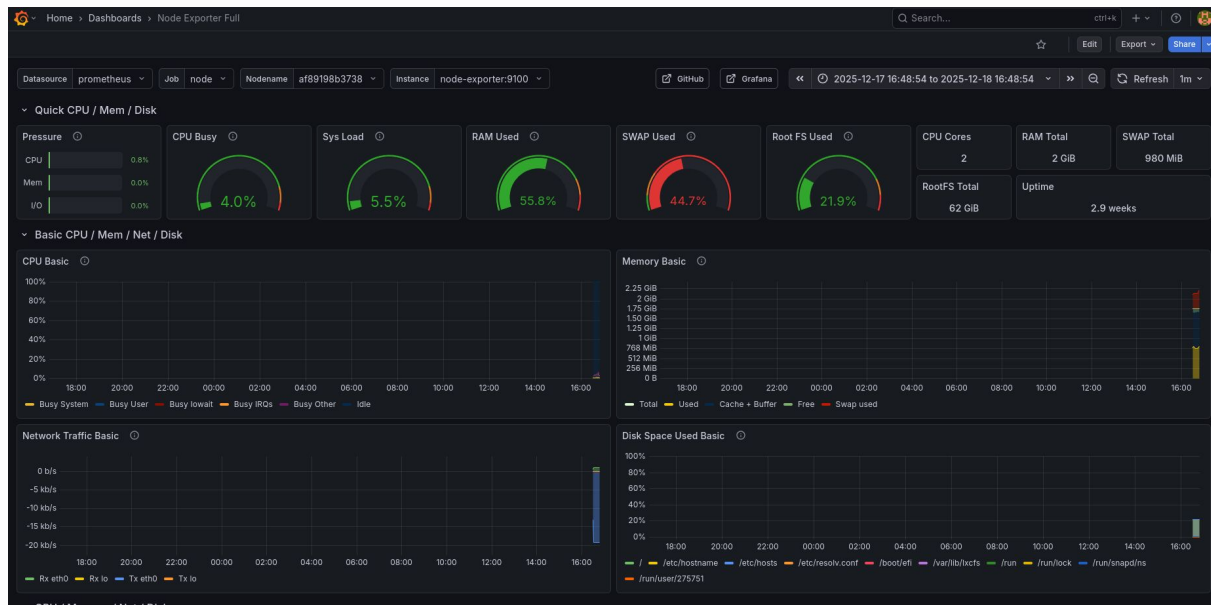 Home › Dashboards › Node Exporter Full
Search... ctrl+k
Edit Export Share
Datasource prometheus Job node Nodename af89198b3738 Instance node-exporter:9100 GitHub Grafana 2025-12-17 16:48:54 to 2025-12-18 16:48:54 Refresh 1m
Quick CPU / Mem / Disk
Pressure CPU Busy Sys Load RAM Used SWAP Used Root FS Used CPU Cores RAM Total SWAP Total
CPU 0.8%
Mem 0.0%
I/O 0.0%
4.0% 5.5% 55.8% 44.7% 21.9%
2 2 GiB 980 MiB
RootFS Total Uptime
62 GiB 2.9 weeks
Basic CPU / Mem / Net / Disk
CPU Basic
100%
80%
60%
40%
20%
0%
18:00 20:00 22:00 00:00 02:00 04:00 06:00 08:00 10:00 12:00 14:00 16:00
Busy System Busy User Busy Iowait Busy IRQs Busy Other Idle
Memory Basic
2.25 GiB
2 GiB
1.75 GiB
1.50 GiB
1.25 GiB
1 GiB
768 MiB
512 MiB
256 MiB
0 B
18:00 20:00 22:00 00:00 02:00 04:00 06:00 08:00 10:00 12:00 14:00 16:00
Total Used Cache + Buffer Free Swap used
Network Traffic Basic
0 b/s
-5 kb/s
-10 kb/s
-15 kb/s
-20 kb/s
18:00 20:00 22:00 00:00 02:00 04:00 06:00 08:00 10:00 12:00 14:00 16:00
Rx eth0 Rx lo Tx eth0 Tx lo
Disk Space Used Basic
100%
80%
60%
40%
20%
0%
18:00 20:00 22:00 00:00 02:00 04:00 06:00 08:00 10:00 12:00 14:00 16:00
/ /etc/hostname /etc/hosts /etc/resolv.conf /boot/efi /var/lib/lxcfs /run /run/lock /run/snapd/ns
/run/user/275751